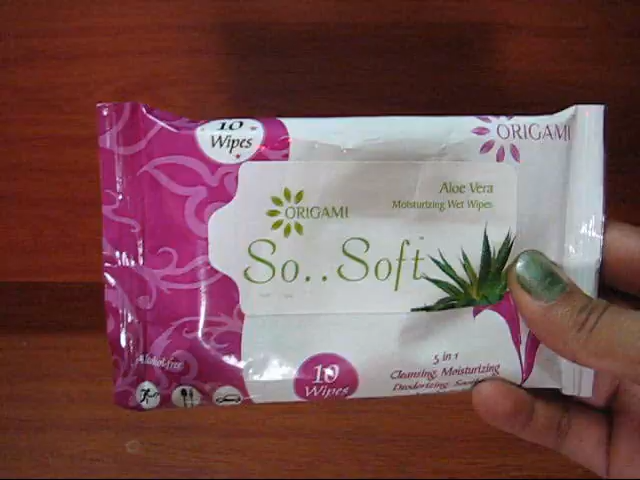 10
Wipes
ORIGAMI
Aloe Vera
Moisturizing Wet Wipes
ORIGAMI
So..Soft
5 in 1
Cleansing, Moisturizing
Deodorizing,
Alcohol-free
10
Wipes